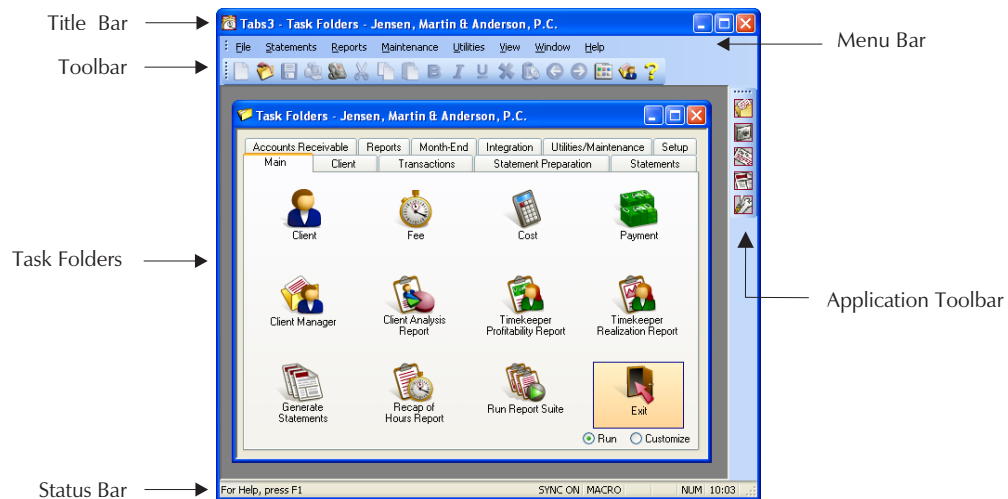 Title Bar
Tabs3 - Task Folders - Jensen, Martin & Anderson, P.C.
Menu Bar
File Statements Reports Maintenance Utilities View Window Help
Toolbar
B I U
Task Folders - Jensen, Martin & Anderson, P.C.
Accounts Receivable Reports Month-End Integration Utilities/Maintenance Setup
Main Client Transactions Statement Preparation Statements
Client Fee Cost Payment
Task Folders
Application Toolbar
Client Manager Client Analysis Report Timekeeper Profitability Report Timekeeper Realization Report
Generate Statements Recap of Hours Report Run Report Suite Exit
Run Customize
Status Bar
For Help, press F1 SYNC ON MACRO NUM 10:03